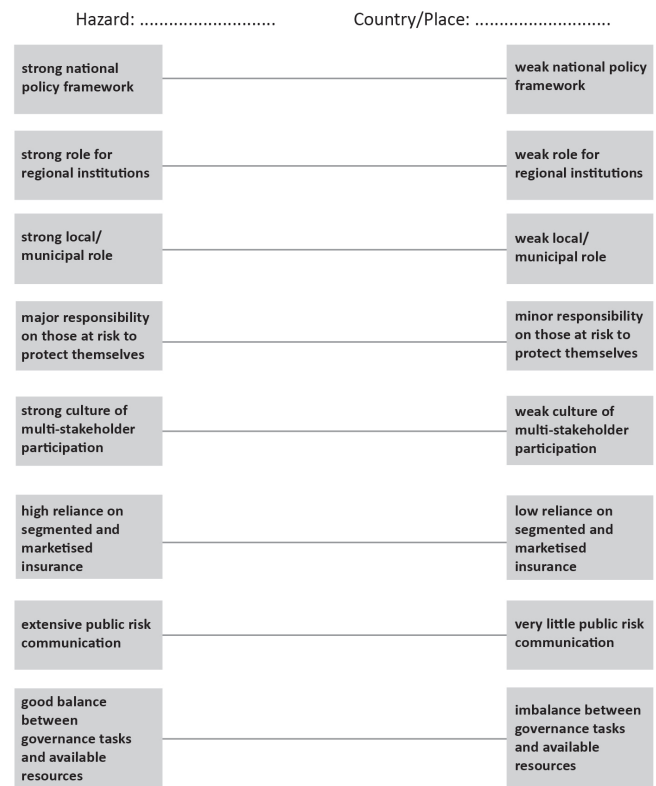 Hazard: ............................ Country/Place: ............................
strong national
policy framework
weak national policy
framework
strong role for
regional institutions
weak role for
regional institutions
strong local/
municipal role
weak local/
municipal role
major responsibility
on those at risk to
protect themselves
minor responsibility
on those at risk to
protect themselves
strong culture of
multi-stakeholder
participation
weak culture of
multi-stakeholder
participation
high reliance on
segmented and
marketised
insurance
low reliance on
segmented and
marketised
insurance
extensive public risk
communication
very little public risk
communication
good balance
between
governance tasks
and available
resources
imbalance between
governance tasks
and available
resources